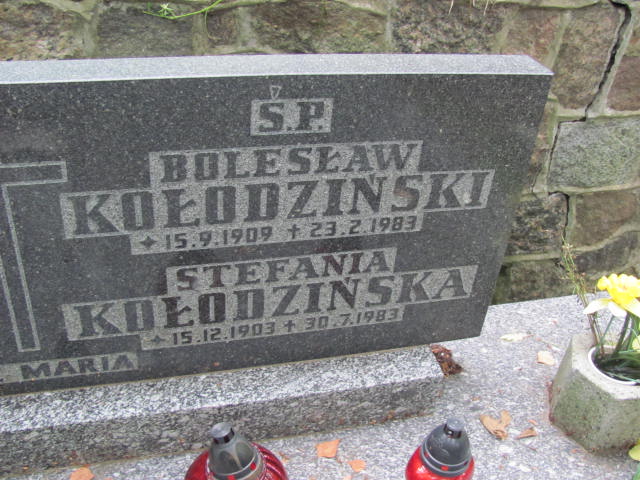 Ś.P.
BOLESŁAW
KOŁODZIŃSKI
✦ 15.9.1909 + 23.2.1983
STEFANIA
KOŁODZIŃSKA
✦ 15.12.1903 + 30.7.1983
MARIA